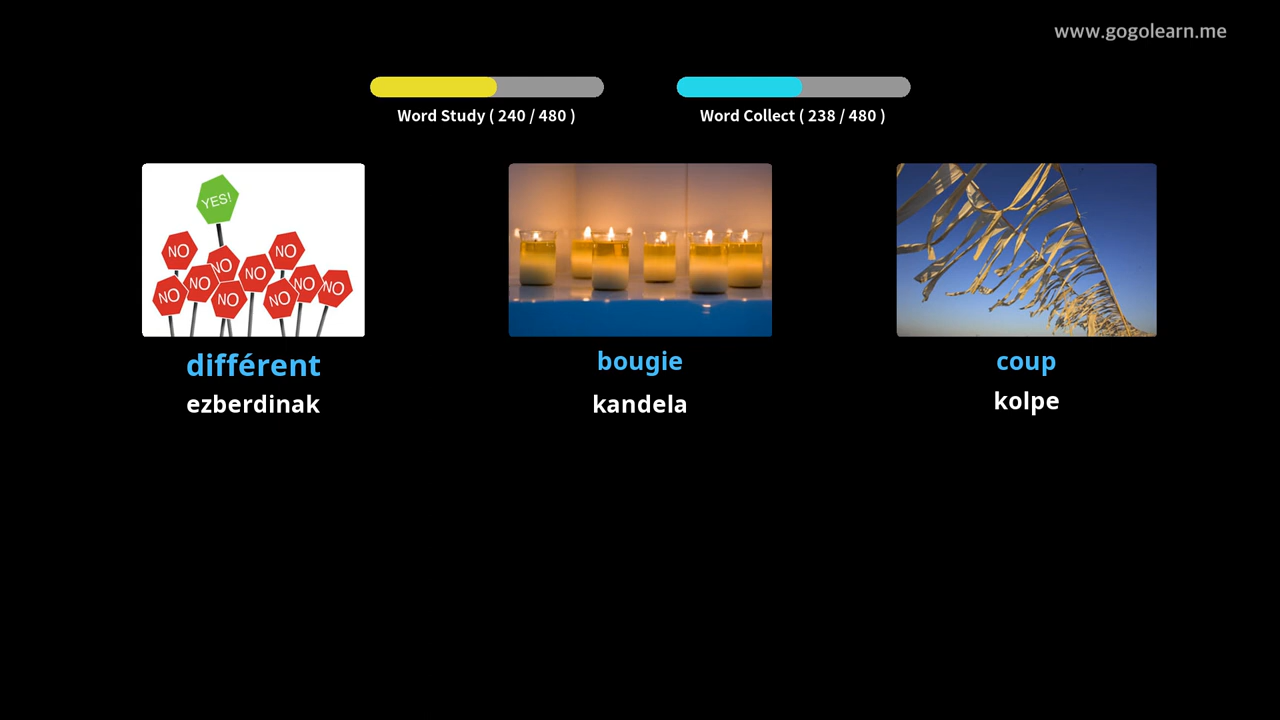 www.gogolearn.me
Word Study ( 240 / 480 )
Word Collect ( 238 / 480 )
YES!
NO
NO
NO
NO
NO
NO
NO
NO
NO
NO
différent
ezberdinak
bougie
kandela
coup
kolpe